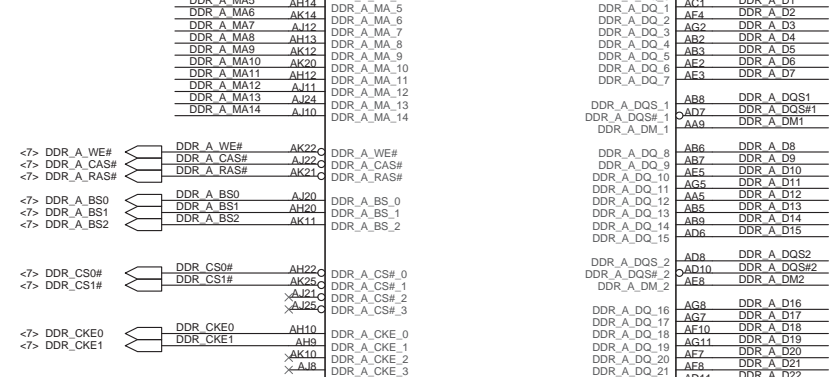 DDR_A_MA5 AH14 DDR_A_MA_5
DDR_A_MA6 AK14 DDR_A_MA_6
DDR_A_MA7 AJ12 DDR_A_MA_7
DDR_A_MA8 AH13 DDR_A_MA_8
DDR_A_MA9 AK12 DDR_A_MA_9
DDR_A_MA10 AK20 DDR_A_MA_10
DDR_A_MA11 AH12 DDR_A_MA_11
DDR_A_MA12 AJ11 DDR_A_MA_12
DDR_A_MA13 AJ24 DDR_A_MA_13
DDR_A_MA14 AJ10 DDR_A_MA_14
<7> DDR_A_WE# DDR_A_WE# AK22 DDR_A_WE#
<7> DDR_A_CAS# DDR_A_CAS# AJ22 DDR_A_CAS#
<7> DDR_A_RAS# DDR_A_RAS# AK21 DDR_A_RAS#
<7> DDR_A_BS0 DDR_A_BS0 AJ20 DDR_A_BS_0
<7> DDR_A_BS1 DDR_A_BS1 AH20 DDR_A_BS_1
<7> DDR_A_BS2 DDR_A_BS2 AK11 DDR_A_BS_2
<7> DDR_CS0# DDR_CS0# AH22 DDR_A_CS#_0
<7> DDR_CS1# DDR_CS1# AK25 DDR_A_CS#_1
AJ21 DDR_A_CS#_2
AJ25 DDR_A_CS#_3
<7> DDR_CKE0 DDR_CKE0 AH10 DDR_A_CKE_0
<7> DDR_CKE1 DDR_CKE1 AH9 DDR_A_CKE_1
AK10 DDR_A_CKE_2
AJ8 DDR_A_CKE_3
DDR_A_DQ_1 AC1 DDR_A_D1
DDR_A_DQ_2 AF4 DDR_A_D2
DDR_A_DQ_3 AG2 DDR_A_D3
DDR_A_DQ_4 AB2 DDR_A_D4
DDR_A_DQ_5 AB3 DDR_A_D5
DDR_A_DQ_6 AE2 DDR_A_D6
DDR_A_DQ_7 AE3 DDR_A_D7
DDR_A_DQS_1 AB8 DDR_A_DQS1
DDR_A_DQS#_1 AD7 DDR_A_DQS#1
DDR_A_DM_1 AA9 DDR_A_DM1
DDR_A_DQ_8 AB6 DDR_A_D8
DDR_A_DQ_9 AB7 DDR_A_D9
DDR_A_DQ_10 AE5 DDR_A_D10
DDR_A_DQ_11 AG5 DDR_A_D11
DDR_A_DQ_12 AA5 DDR_A_D12
DDR_A_DQ_13 AB5 DDR_A_D13
DDR_A_DQ_14 AB9 DDR_A_D14
DDR_A_DQ_15 AD6 DDR_A_D15
DDR_A_DQS_2 AD8 DDR_A_DQS2
DDR_A_DQS#_2 AD10 DDR_A_DQS#2
DDR_A_DM_2 AE8 DDR_A_DM2
DDR_A_DQ_16 AG8 DDR_A_D16
DDR_A_DQ_17 AG7 DDR_A_D17
DDR_A_DQ_18 AF10 DDR_A_D18
DDR_A_DQ_19 AG11 DDR_A_D19
DDR_A_DQ_20 AF7 DDR_A_D20
DDR_A_DQ_21 AF8 DDR_A_D21
AD11 DDR_A_D22